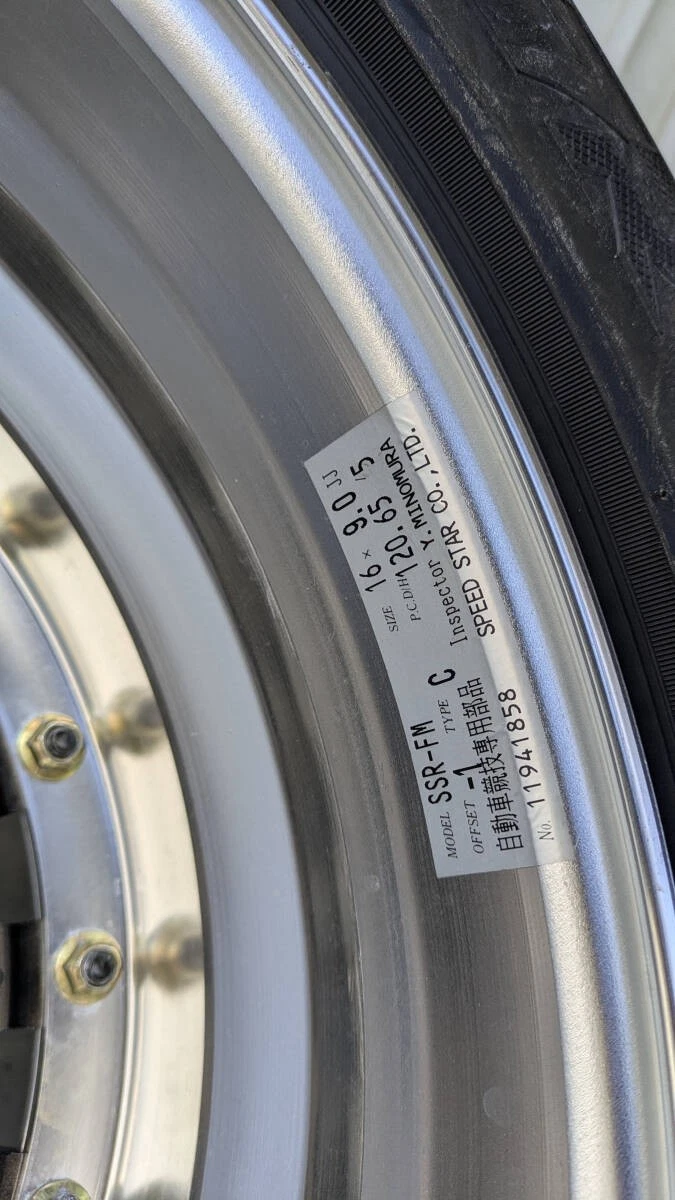 MODEL SSR-FM SIZE 16 × 9.0 JJ
OFFSET -1 TYPE C P.C.D/H 120.65 /5
自動車競技専用部品 Inspector Y.MINOMURA
No. 11941858 SPEED STAR CO.,LTD.